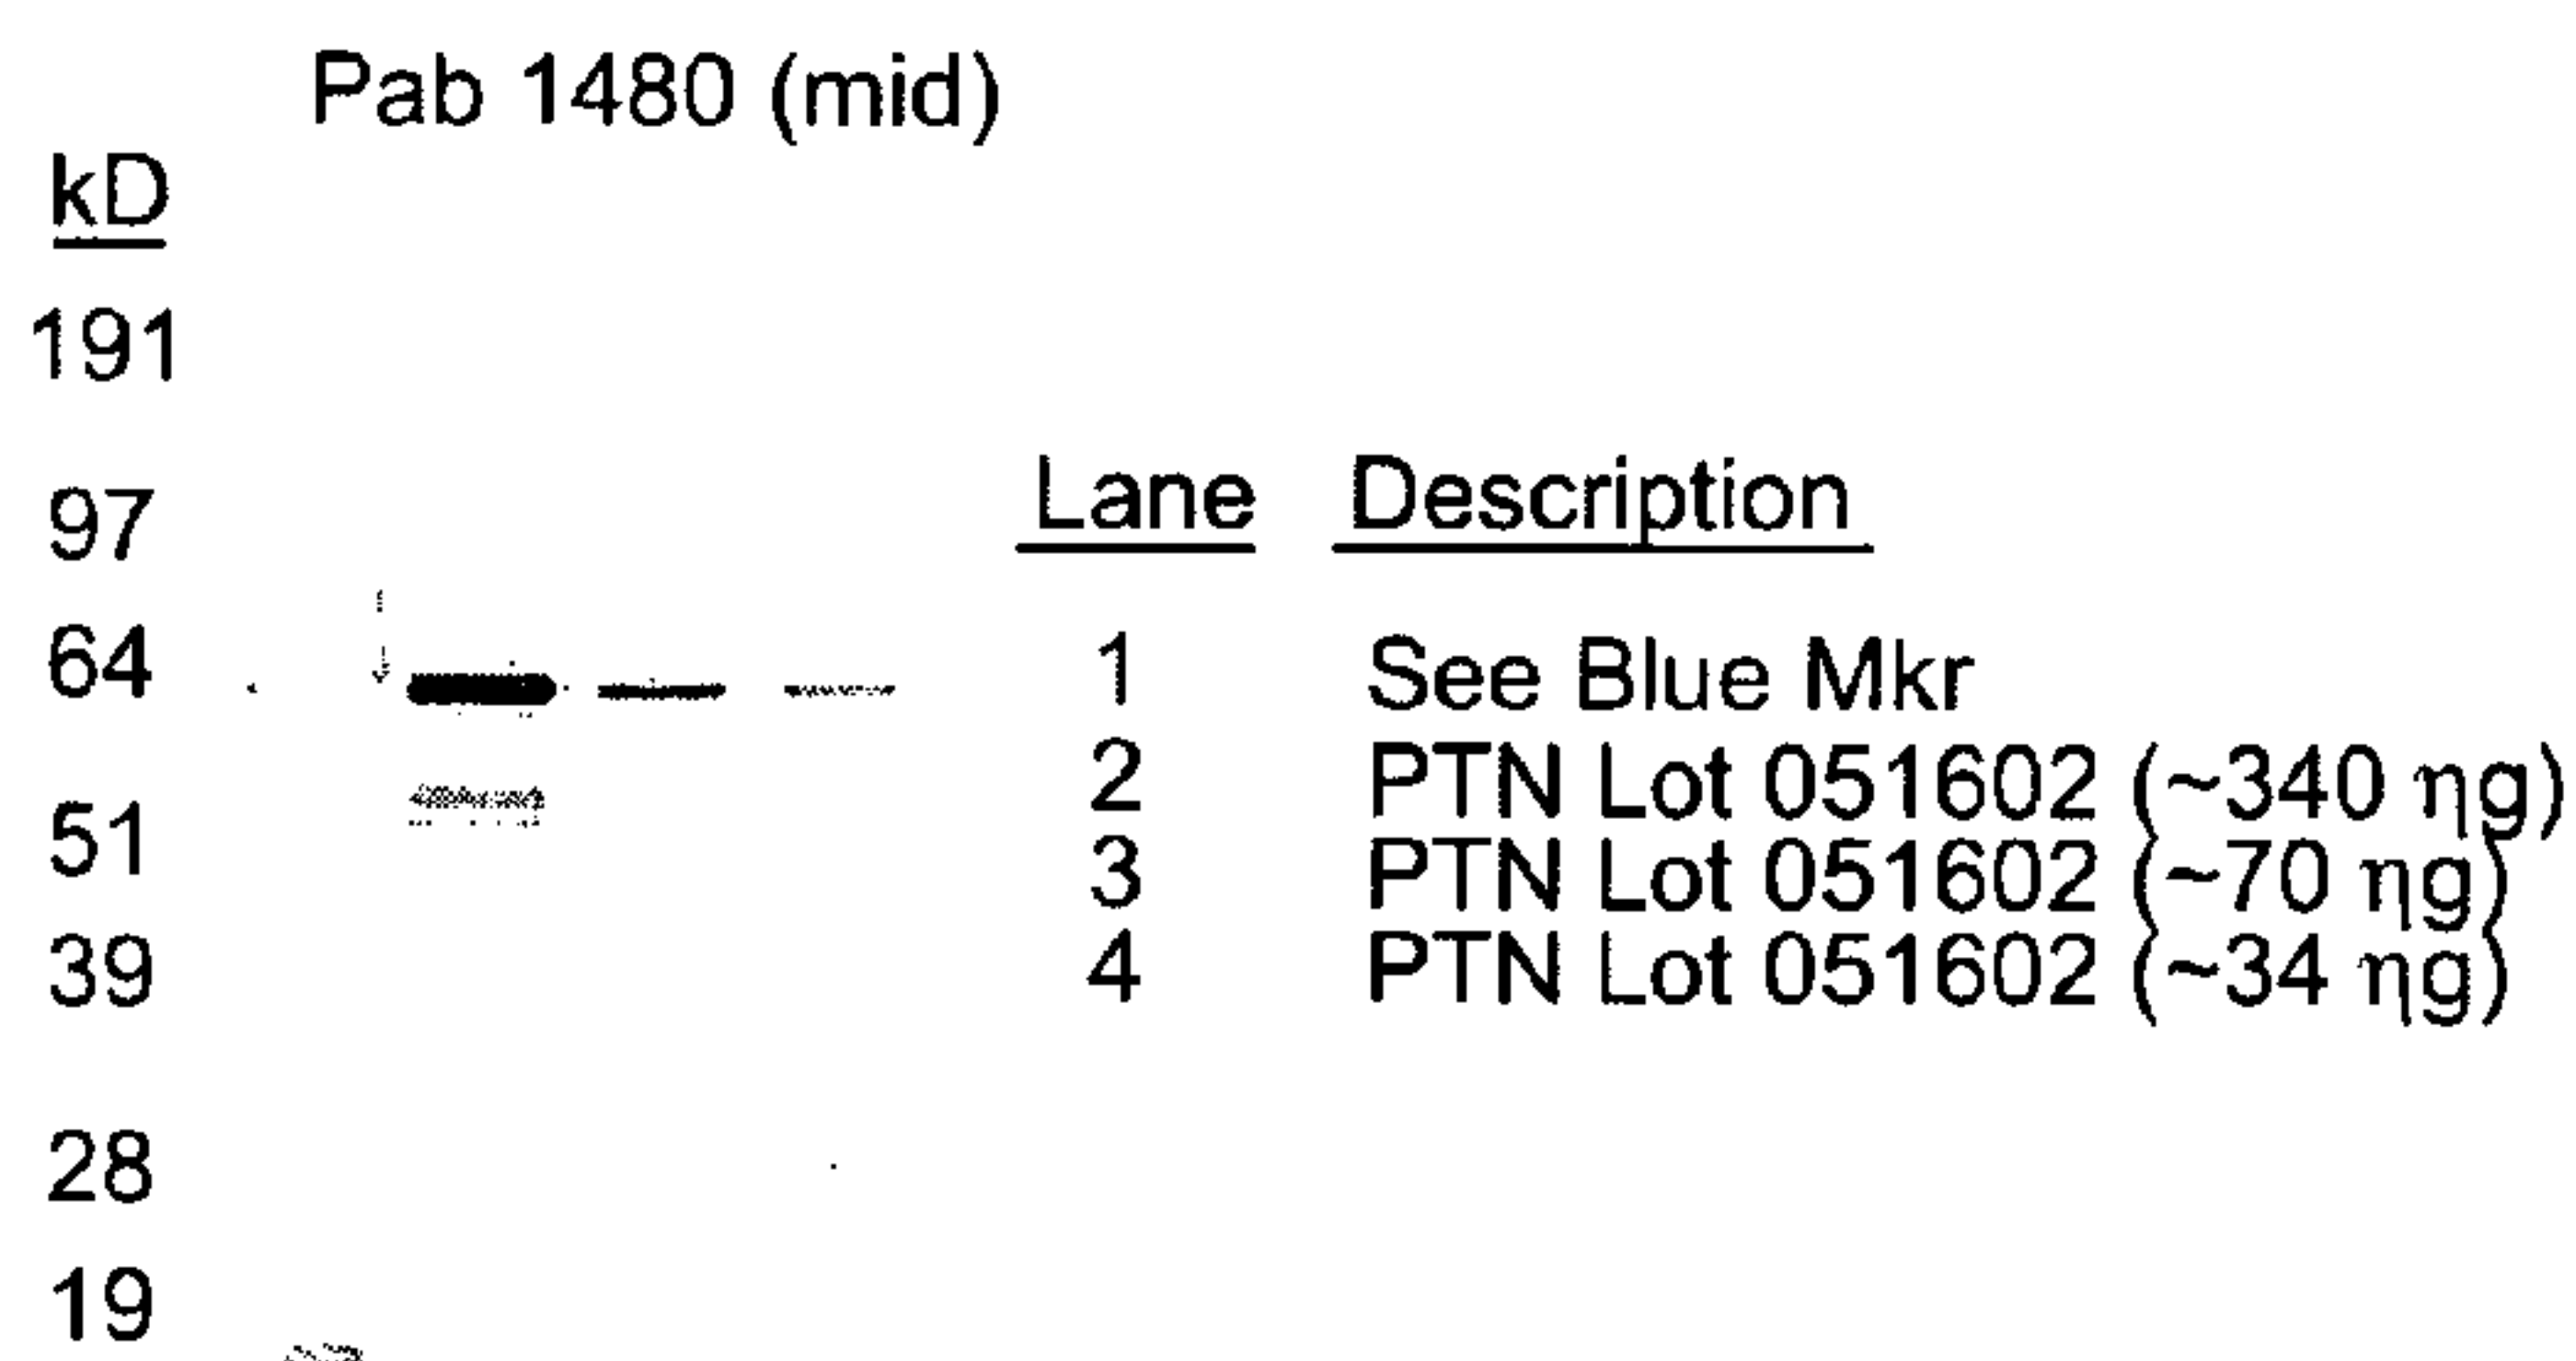 Pab 1480 (mid)
kD
191
97
64
51
39
28
19
Lane Description
1 See Blue Mkr
2 PTN Lot 051602 (~340 ηg)
3 PTN Lot 051602 (~70 ηg)
4 PTN Lot 051602 (~34 ηg)